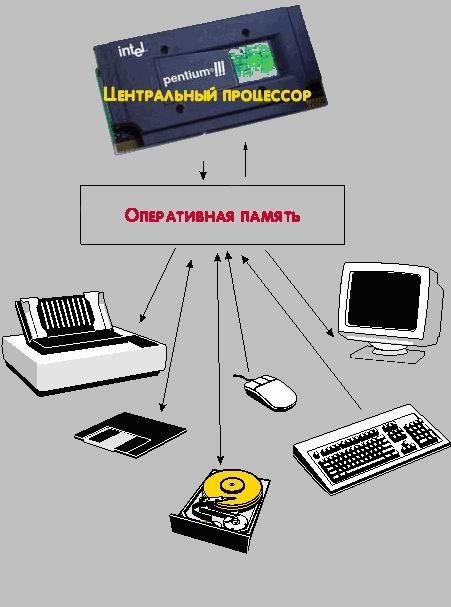 intel
pentium III
Центральный процессор
Оперативная память